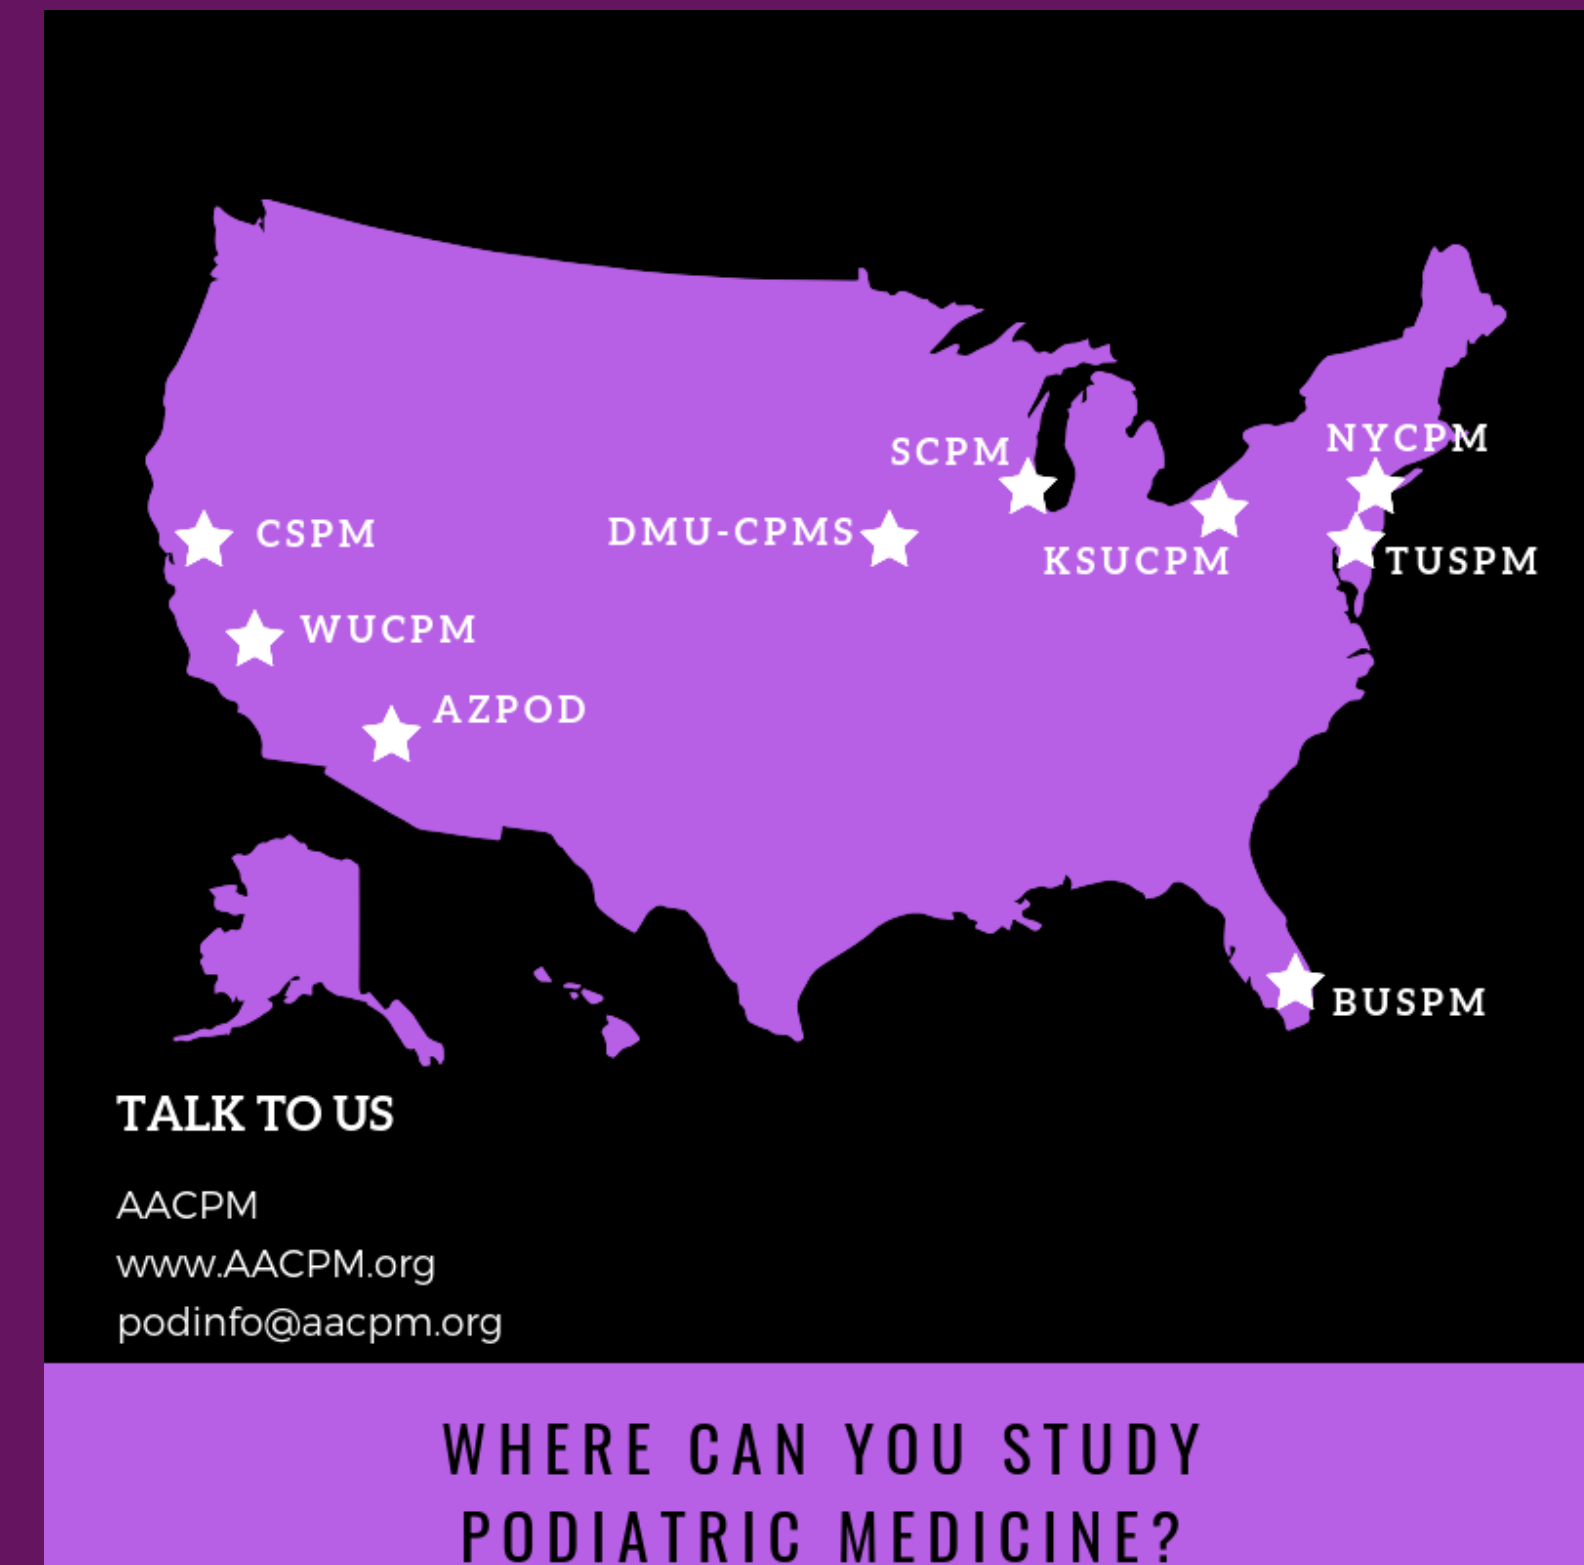 NYCPM
SCPM
CSPM
DMU-CPMS
KSUCPM
TUSPM
WUCPM
AZPOD
BUSPM
TALK TO US
AACPM
www.AACPM.org
podinfo@aacpm.org
WHERE CAN YOU STUDY
PODIATRIC MEDICINE?